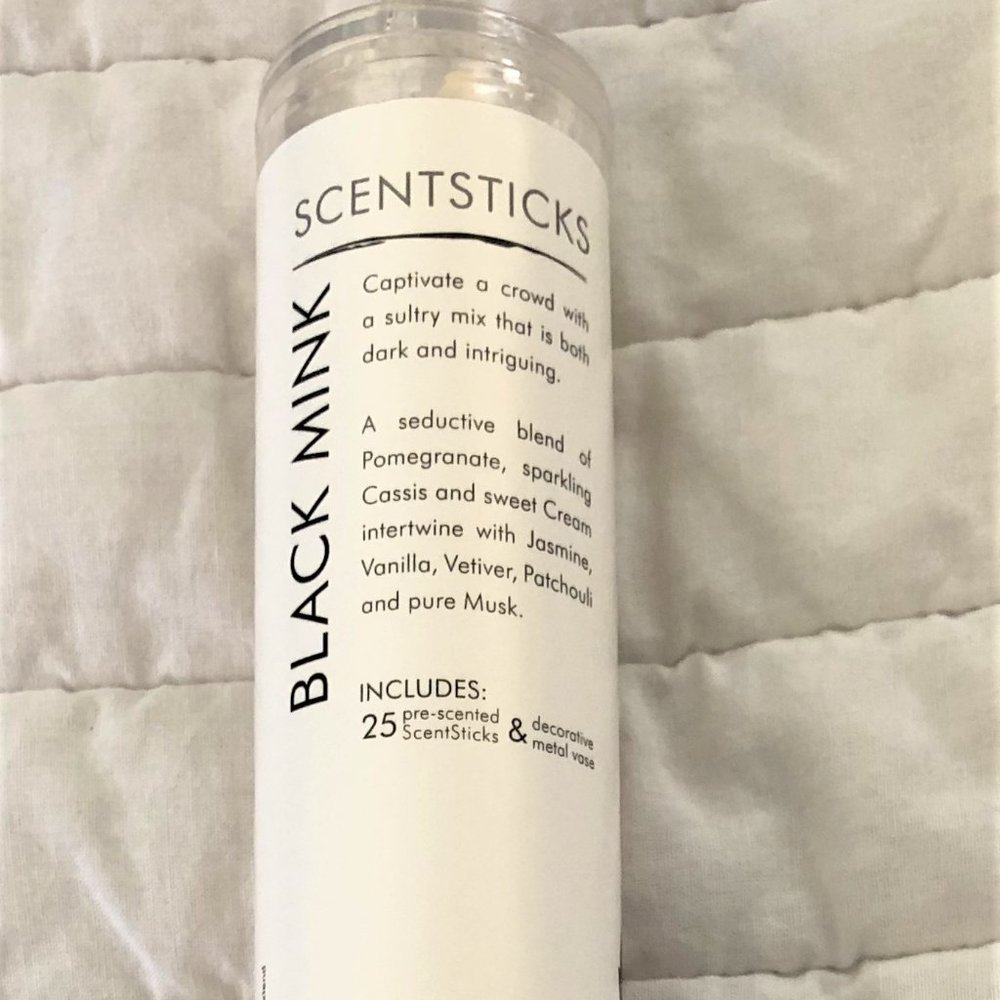 SCENTSTICKS
BLACK MINK
Captivate a crowd with
a sultry mix that is both
dark and intriguing.
A seductive blend of
Pomegranate, sparkling
Cassis and sweet Cream
intertwine with Jasmine,
Vanilla, Vetiver, Patchouli
and pure Musk.
INCLUDES:
25 pre-scented ScentSticks & decorative metal vase